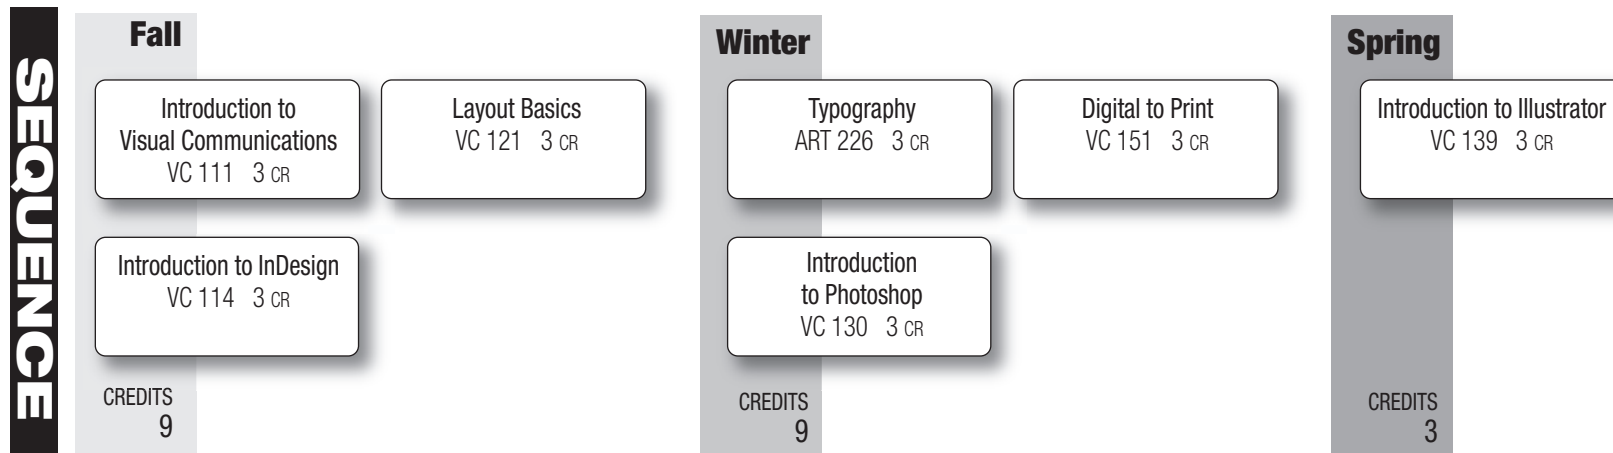 SEQUENCE
Fall
Introduction to
Visual Communications
VC 111 3 CR
Layout Basics
VC 121 3 CR
Introduction to InDesign
VC 114 3 CR
CREDITS
9
Winter
Typography
ART 226 3 CR
Digital to Print
VC 151 3 CR
Introduction
to Photoshop
VC 130 3 CR
CREDITS
9
Spring
Introduction to Illustrator
VC 139 3 CR
CREDITS
3